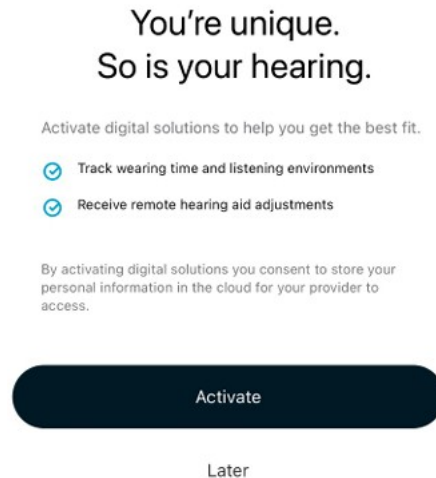 You’re unique.
So is your hearing.
Activate digital solutions to help you get the best fit.
Track wearing time and listening environments
Receive remote hearing aid adjustments
By activating digital solutions you consent to store your
personal information in the cloud for your provider to
access.
Activate
Later